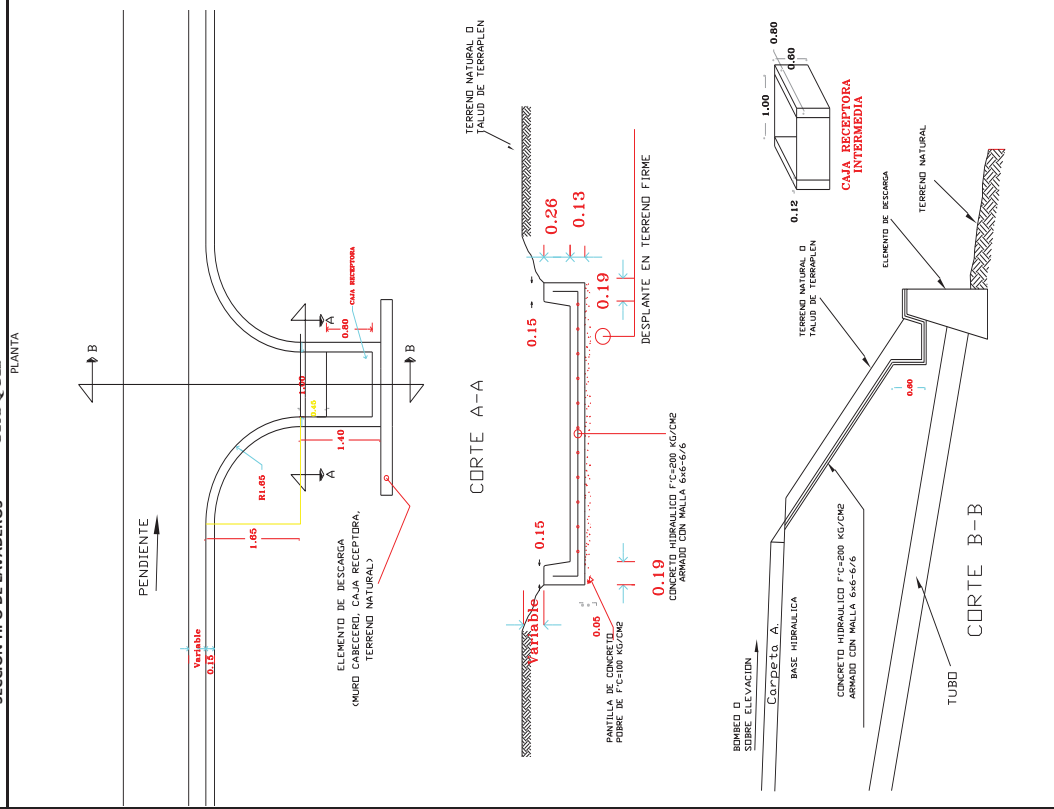 PLANTA
B
B
PENDIENTE
Variable
0.15
1.65
R1.65
1.00
0.45
1.40
0.80
A
A
CAJA RECEPTORA
ELEMENTO DE DESCARGA
(MURO CABECERO, CAJA RECEPTORA,
TERRENO NATURAL)
CORTE A-A
TERRENO NATURAL O
TALUD DE TERRAPLEN
0.26
0.13
0.19
0.15
0.15
0.19
Variable
0.05
DESPLANTE EN TERRENO FIRME
CONCRETO HIDRAULICO F'C=200 KG/CM2
ARMADO CON MALLA 6x6-6/6
PANTILLA DE CONCRETO
POBRE DE F'C=100 KG/CM2
0.80
0.60
1.00
0.12
CAJA RECEPTORA
INTERMEDIA
TERRENO NATURAL
ELEMENTO DE DESCARGA
TERRENO NATURAL O
TALUD DE TERRAPLEN
0.60
BOMBEO O
SOBRE ELEVACION
Carpeta A.
BASE HIDRAULICA
CONCRETO HIDRAULICO F'C=200 KG/CM2
ARMADO CON MALLA 6x6-6/6
TUBO
CORTE B-B